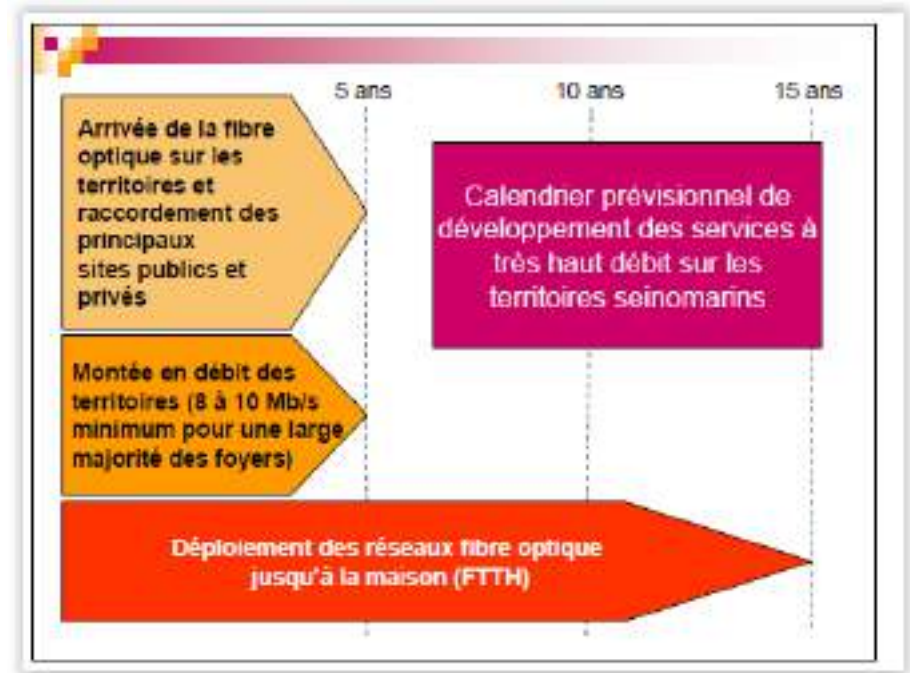 5 ans
10 ans
15 ans
Arrivée de la fibre
optique sur les
territoires et
raccordement des
principaux
sites publics et
privés
Calendrier prévisionnel de
développement des services à
très haut débit sur les
territoires seinomarins
Montée en débit des
territoires (8 à 10 Mb/s
minimum pour une large
majorité des foyers)
Déploiement des réseaux fibre optique
jusqu'à la maison (FTTH)